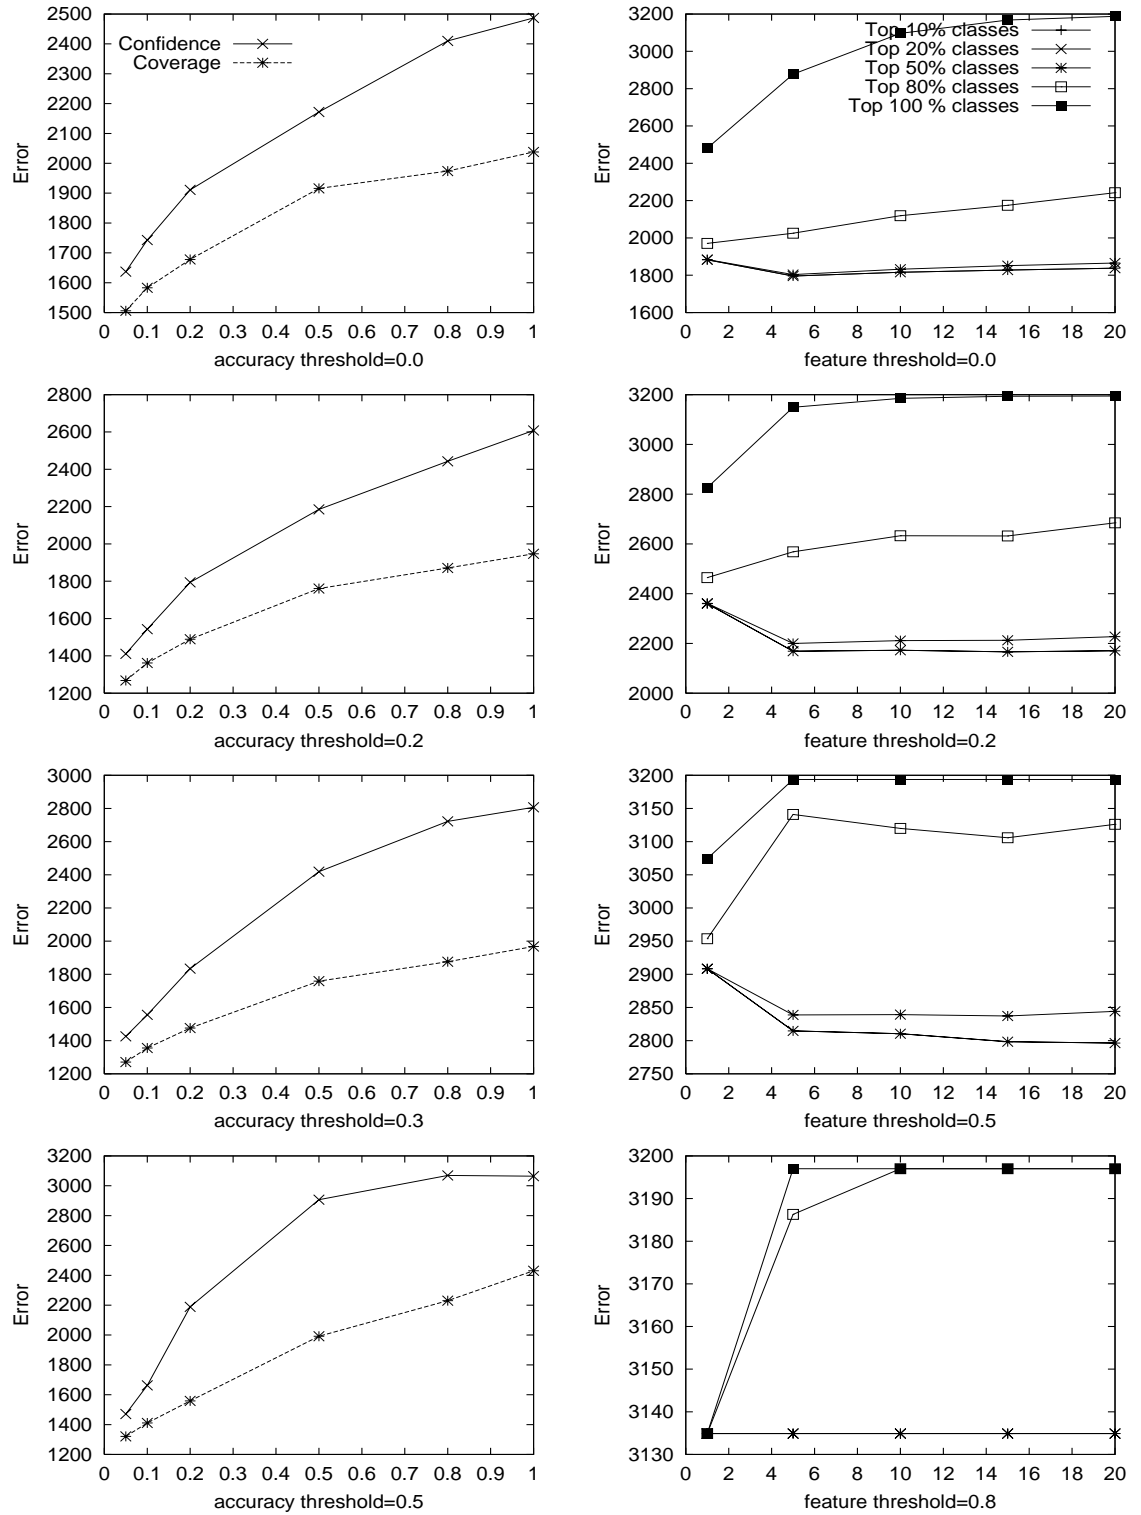 2500
2400
2300
2200
2100
2000
1900
1800
1700
1600
1500
Error
Confidence
Coverage
0 0.1 0.2 0.3 0.4 0.5 0.6 0.7 0.8 0.9 1
accuracy threshold=0.0
3200
3000
2800
2600
2400
2200
2000
1800
1600
Error
Top 10% classes
Top 20% classes
Top 50% classes
Top 80% classes
Top 100 % classes
0 2 4 6 8 10 12 14 16 18 20
feature threshold=0.0
2800
2600
2400
2200
2000
1800
1600
1400
1200
Error
0 0.1 0.2 0.3 0.4 0.5 0.6 0.7 0.8 0.9 1
accuracy threshold=0.2
3200
3000
2800
2600
2400
2200
2000
Error
0 2 4 6 8 10 12 14 16 18 20
feature threshold=0.2
3000
2800
2600
2400
2200
2000
1800
1600
1400
1200
Error
0 0.1 0.2 0.3 0.4 0.5 0.6 0.7 0.8 0.9 1
accuracy threshold=0.3
3200
3150
3100
3050
3000
2950
2900
2850
2800
2750
Error
0 2 4 6 8 10 12 14 16 18 20
feature threshold=0.5
3200
3000
2800
2600
2400
2200
2000
1800
1600
1400
1200
Error
0 0.1 0.2 0.3 0.4 0.5 0.6 0.7 0.8 0.9 1
accuracy threshold=0.5
3200
3190
3180
3170
3160
3150
3140
3130
Error
0 2 4 6 8 10 12 14 16 18 20
feature threshold=0.8